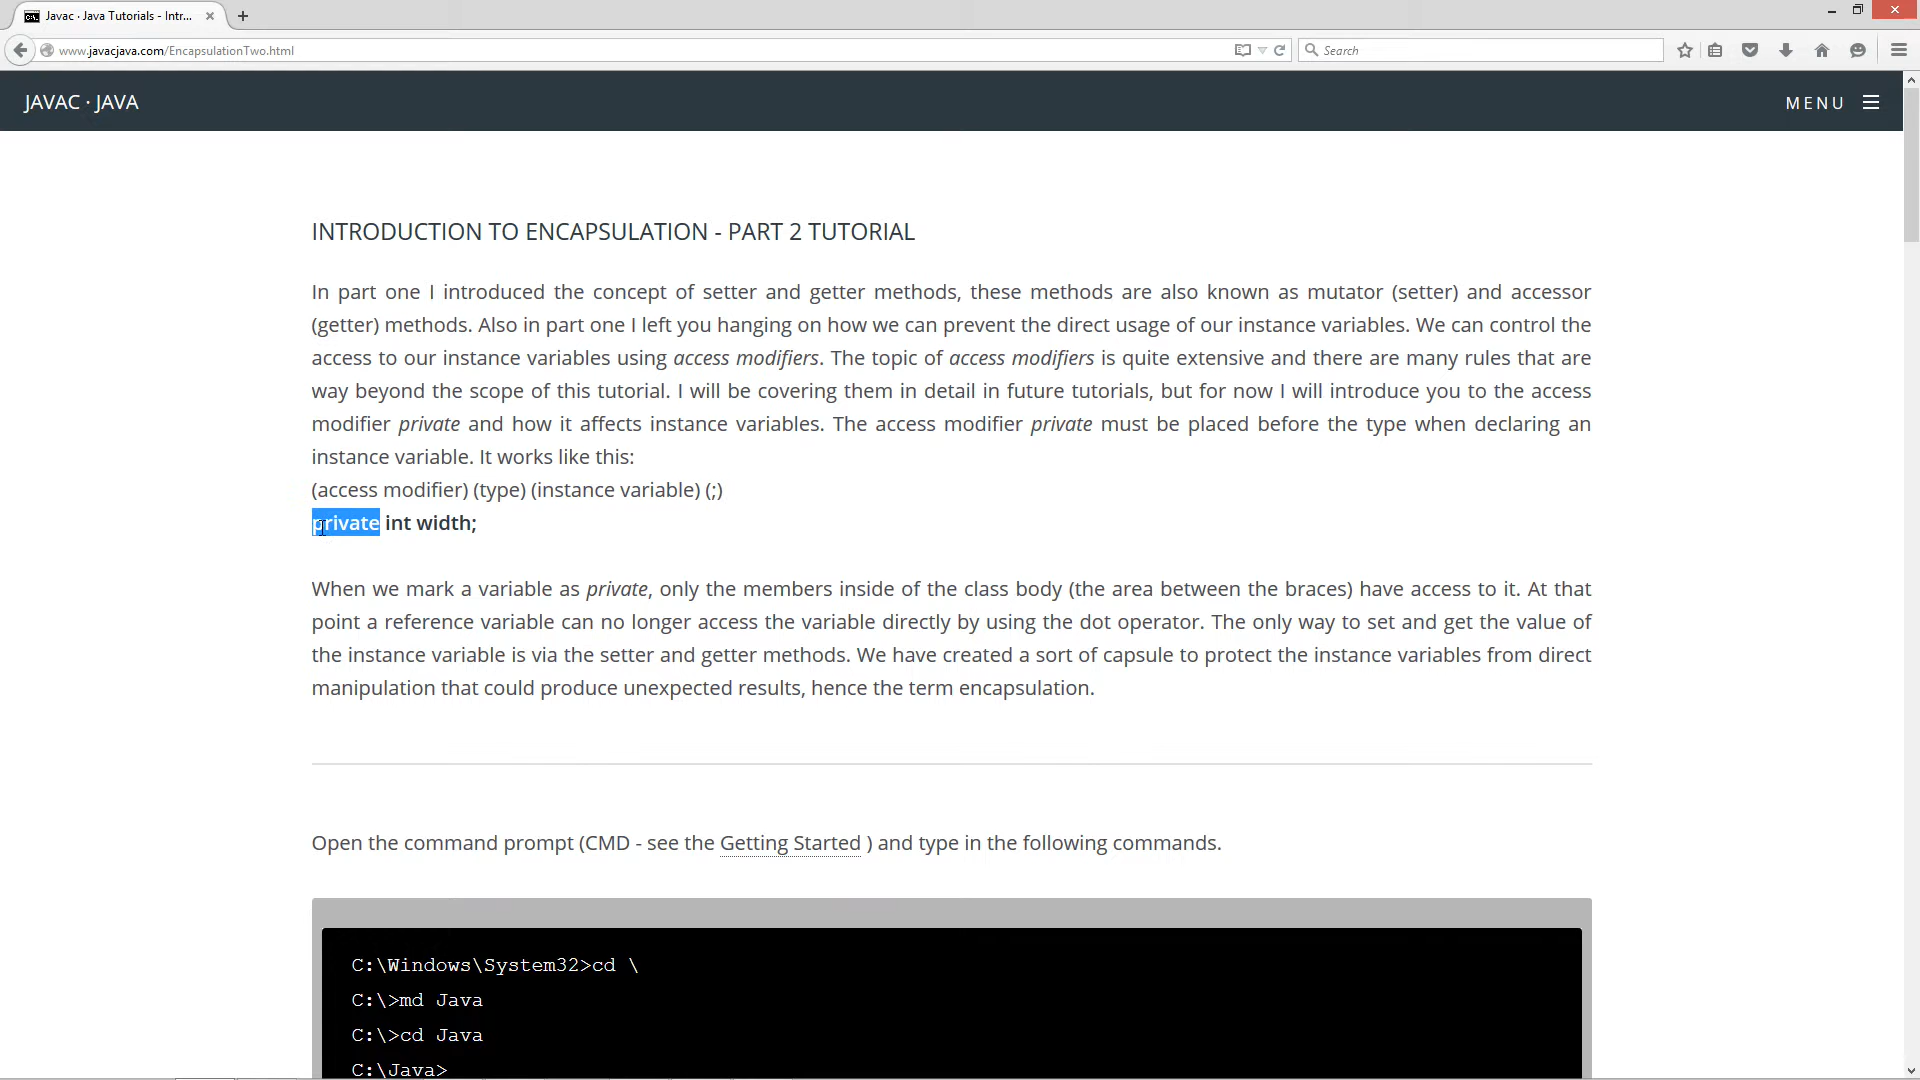 Javac · Java Tutorials - Intr...
www.javacjava.com/EncapsulationTwo.html
Search
JAVAC · JAVA
MENU
INTRODUCTION TO ENCAPSULATION - PART 2 TUTORIAL
In part one I introduced the concept of setter and getter methods, these methods are also known as mutator (setter) and accessor
(getter) methods. Also in part one I left you hanging on how we can prevent the direct usage of our instance variables. We can control the
access to our instance variables using access modifiers. The topic of access modifiers is quite extensive and there are many rules that are
way beyond the scope of this tutorial. I will be covering them in detail in future tutorials, but for now I will introduce you to the access
modifier private and how it affects instance variables. The access modifier private must be placed before the type when declaring an
instance variable. It works like this:
(access modifier) (type) (instance variable) (;)
private int width;
When we mark a variable as private, only the members inside of the class body (the area between the braces) have access to it. At that
point a reference variable can no longer access the variable directly by using the dot operator. The only way to set and get the value of
the instance variable is via the setter and getter methods. We have created a sort of capsule to protect the instance variables from direct
manipulation that could produce unexpected results, hence the term encapsulation.
Open the command prompt (CMD - see the Getting Started ) and type in the following commands.
C:\Windows\System32>cd \
C:\>md Java
C:\>cd Java
C:\Java>